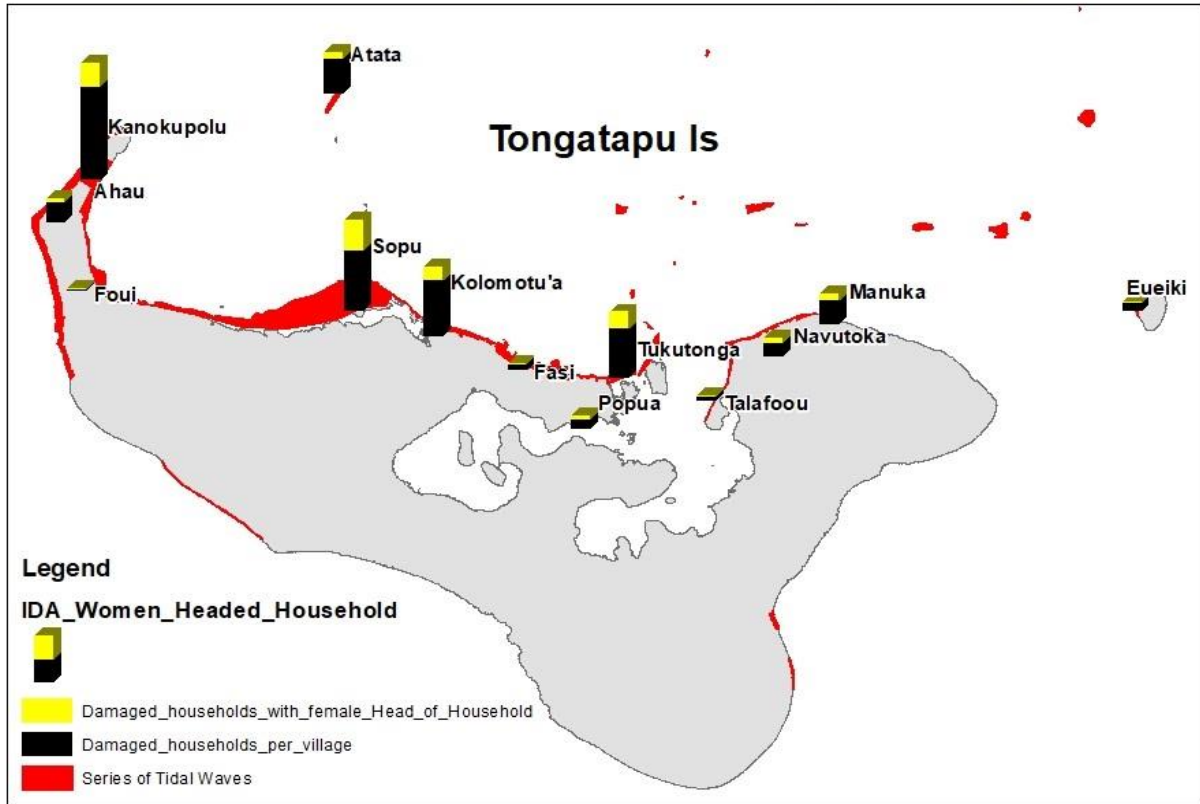 Atata
Tongatapu Is
Kanokupolu
Ahau
Sopu
Kolomotu'a
Foui
Manuka
Eueiki
Navutoka
Tukutonga
Fasi
Popua
Talafoou
Legend
IDA_Women_Headed_Household
Damaged_households_with_female_Head_of_Household
Damaged_households_per_village
Series of Tidal Waves